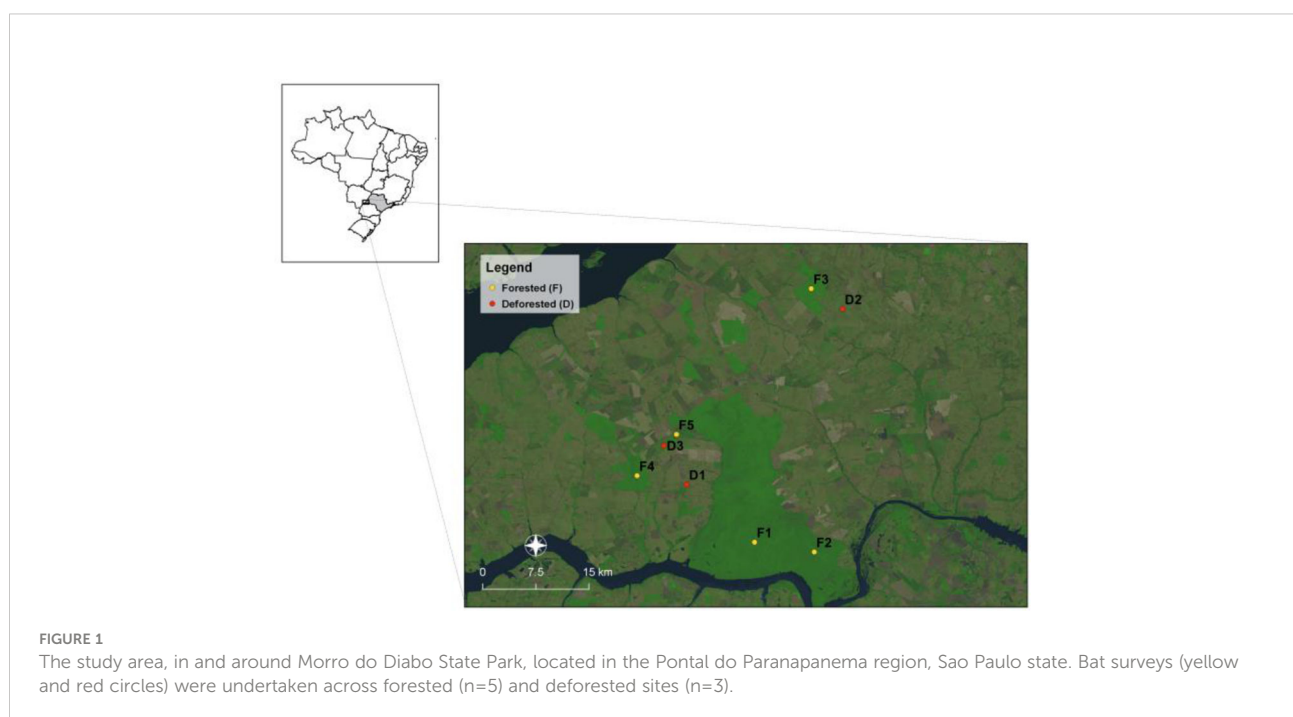 Legend
Forested (F)
Deforested (D)
F3
D2
F5
D3
F4
D1
F1
F2
0 7.5 15 km
FIGURE 1
The study area, in and around Morro do Diabo State Park, located in the Pontal do Paranapanema region, Sao Paulo state. Bat surveys (yellow
and red circles) were undertaken across forested (n=5) and deforested sites (n=3).